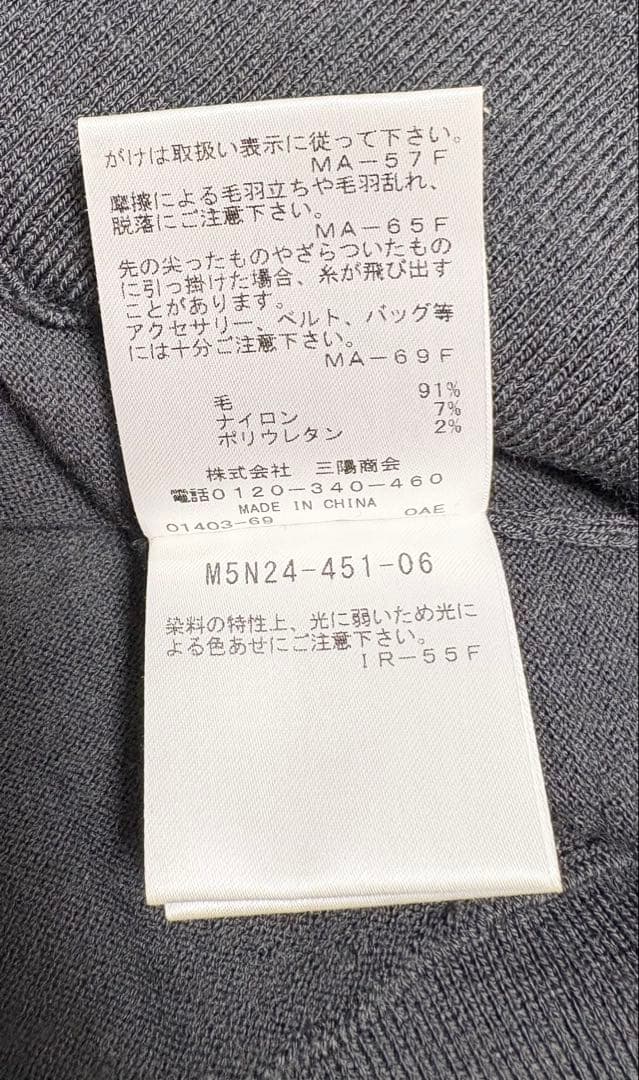 がけは取扱い表示に従って下さい。
MA－57F
摩擦による毛羽立ちや毛羽乱れ、
脱落にご注意下さい。
MA－65F
先の尖ったものやざらついたもの
に引っ掛けた場合、糸が飛び出す
ことがあります。
アクセサリー、ベルト、バッグ等
には十分ご注意下さい。
MA－69F
毛 91%
ナイロン 7%
ポリウレタン 2%
株式会社 三陽商会
電話0120－340－460
MADE IN CHINA
01403-69 OAE
M5N24-451-06
染料の特性上、光に弱いため光に
よる色あせにご注意下さい。
IR－55F